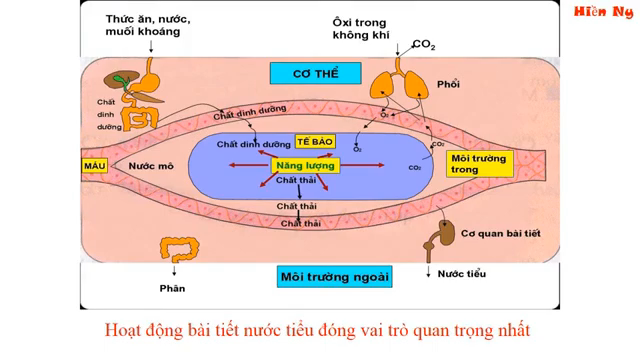 Hiền Ny
Thức ăn, nước,
muối khoáng
Ôxi trong
không khí
CO2
CƠ THỂ
CO2
Phổi
Chất
dinh
dưỡng
Chất dinh dưỡng
O2
TẾ BÀO
Chất dinh dưỡng
O2
CO2
MÁU
Nước mô
Năng lượng
CO2
Môi trường
trong
Chất thải
Chất thải
Chất thải
Cơ quan bài tiết
Môi trường ngoài
Nước tiểu
Phân
Hoạt động bài tiết nước tiểu đóng vai trò quan trọng nhất